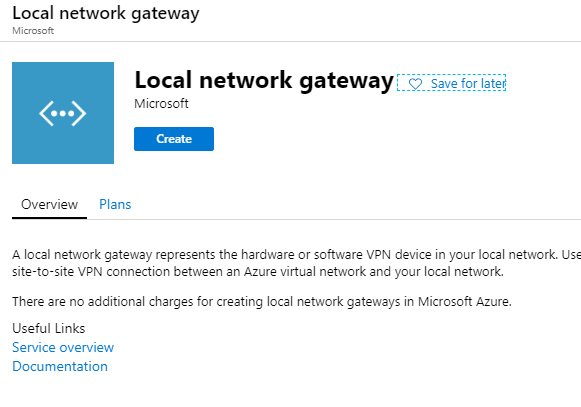 Local network gateway
Microsoft
Local network gateway
Save for later
Microsoft
Create
Overview
Plans
A local network gateway represents the hardware or software VPN device in your local network. Use
site-to-site VPN connection between an Azure virtual network and your local network.
There are no additional charges for creating local network gateways in Microsoft Azure.
Useful Links
Service overview
Documentation